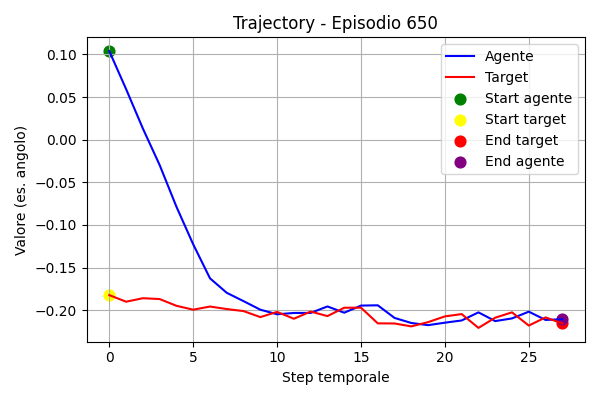 Trajectory - Episodio 650
Agente
Target
Start agente
Start target
End target
End agente
0.10
0.05
0.00
−0.05
−0.10
−0.15
−0.20
Valore (es. angolo)
0
5
10
15
20
25
Step temporale